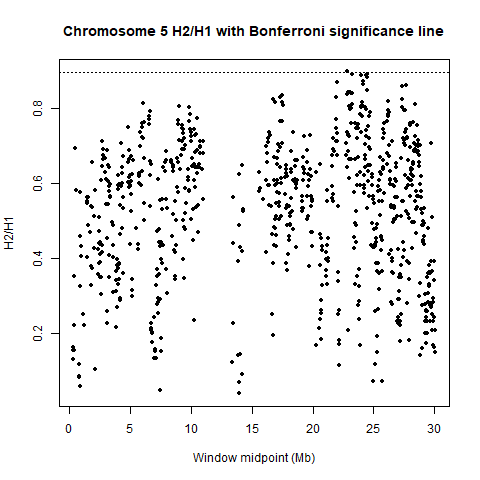 Chromosome 5 H2/H1 with Bonferroni significance line
H2/H1
0.8
0.6
0.4
0.2
0 5 10 15 20 25 30
Window midpoint (Mb)